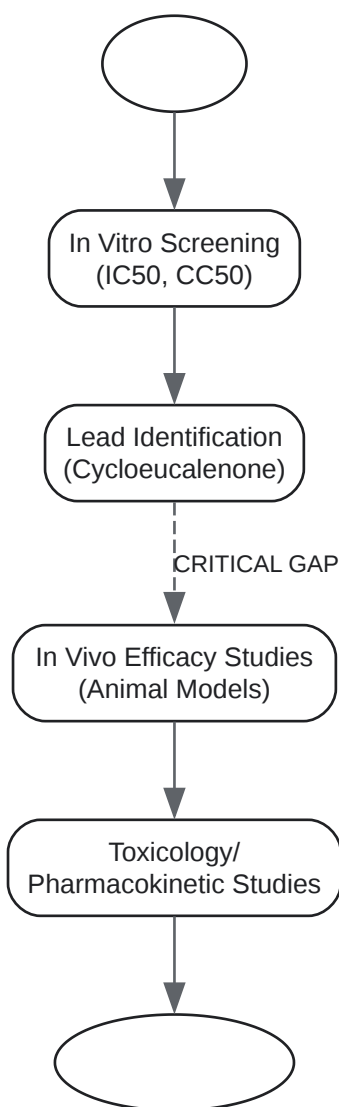 In Vitro Screening
(IC50, CC50)
Lead Identification
(Cycloeucalenone)
CRITICAL GAP
In Vivo Efficacy Studies
(Animal Models)
Toxicology/
Pharmacokinetic Studies